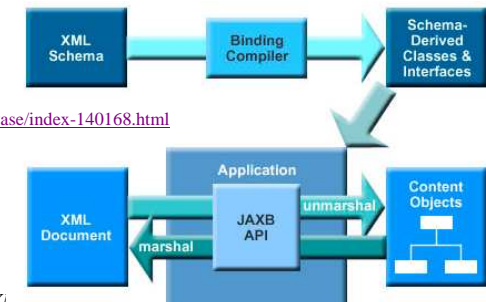 XML
Schema
Binding
Compiler
Schema-
Derived
Classes &
Interfaces
ase/index-140168.html
Application
XML
Document
JAXB
API
unmarshal
marshal
Content
Objects